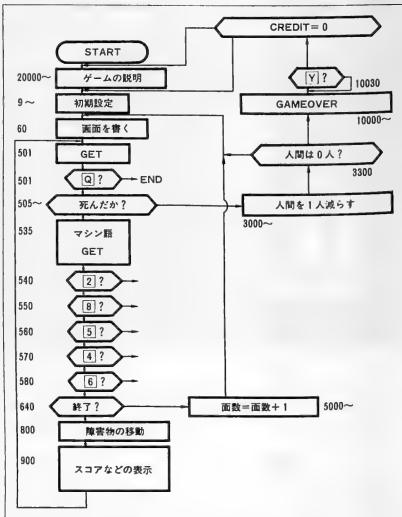 CREDIT=0
START
20000~ ゲームの説明
Y ? 10030
9~ 初期設定
GAMEOVER
10000~
60 画面を書く
501 GET
人間は0人?
3300
501 Q ? END
505~ 死んだか?
人間を1人減らす
3000~
535 マシン語
GET
540 2 ?
550 8 ?
560 5 ?
570 4 ?
580 6 ?
640 終了?
面数=面数+1
5000~
800 障害物の移動
900 スコアなどの表示